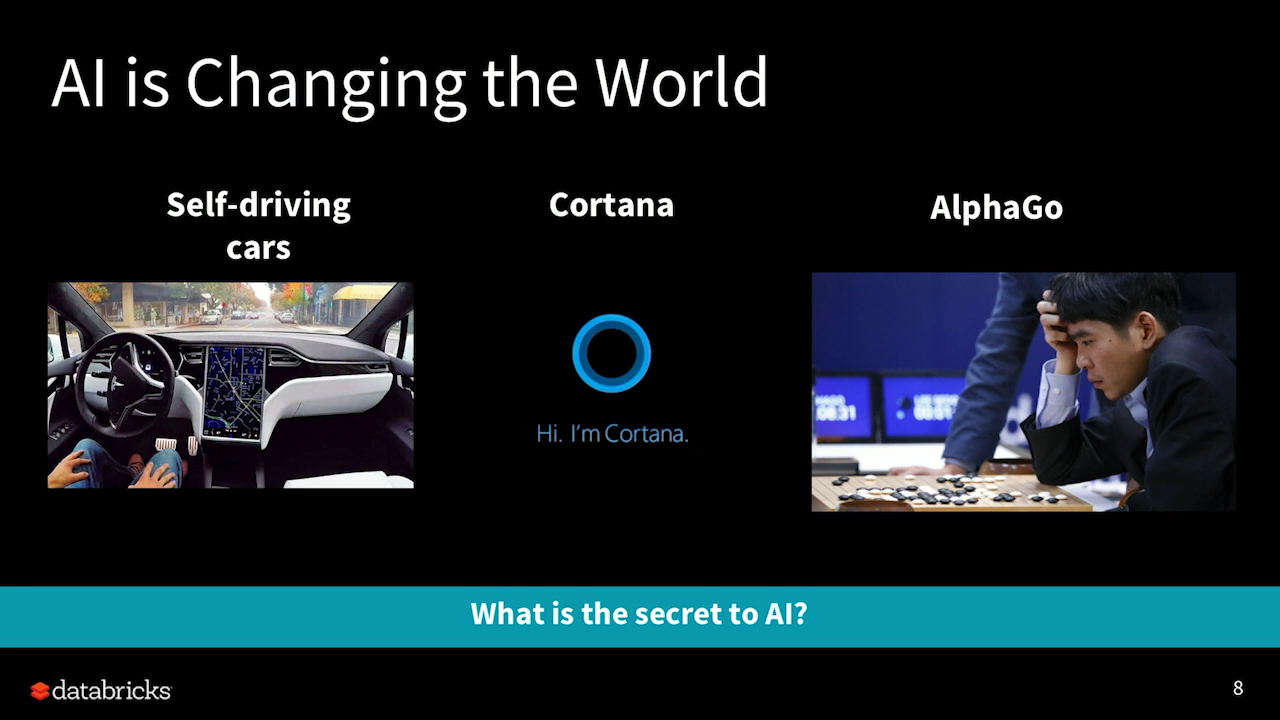 AI is Changing the World
Self-driving
cars
Cortana
AlphaGo
Hi. I'm Cortana.
What is the secret to AI?
databricks
8